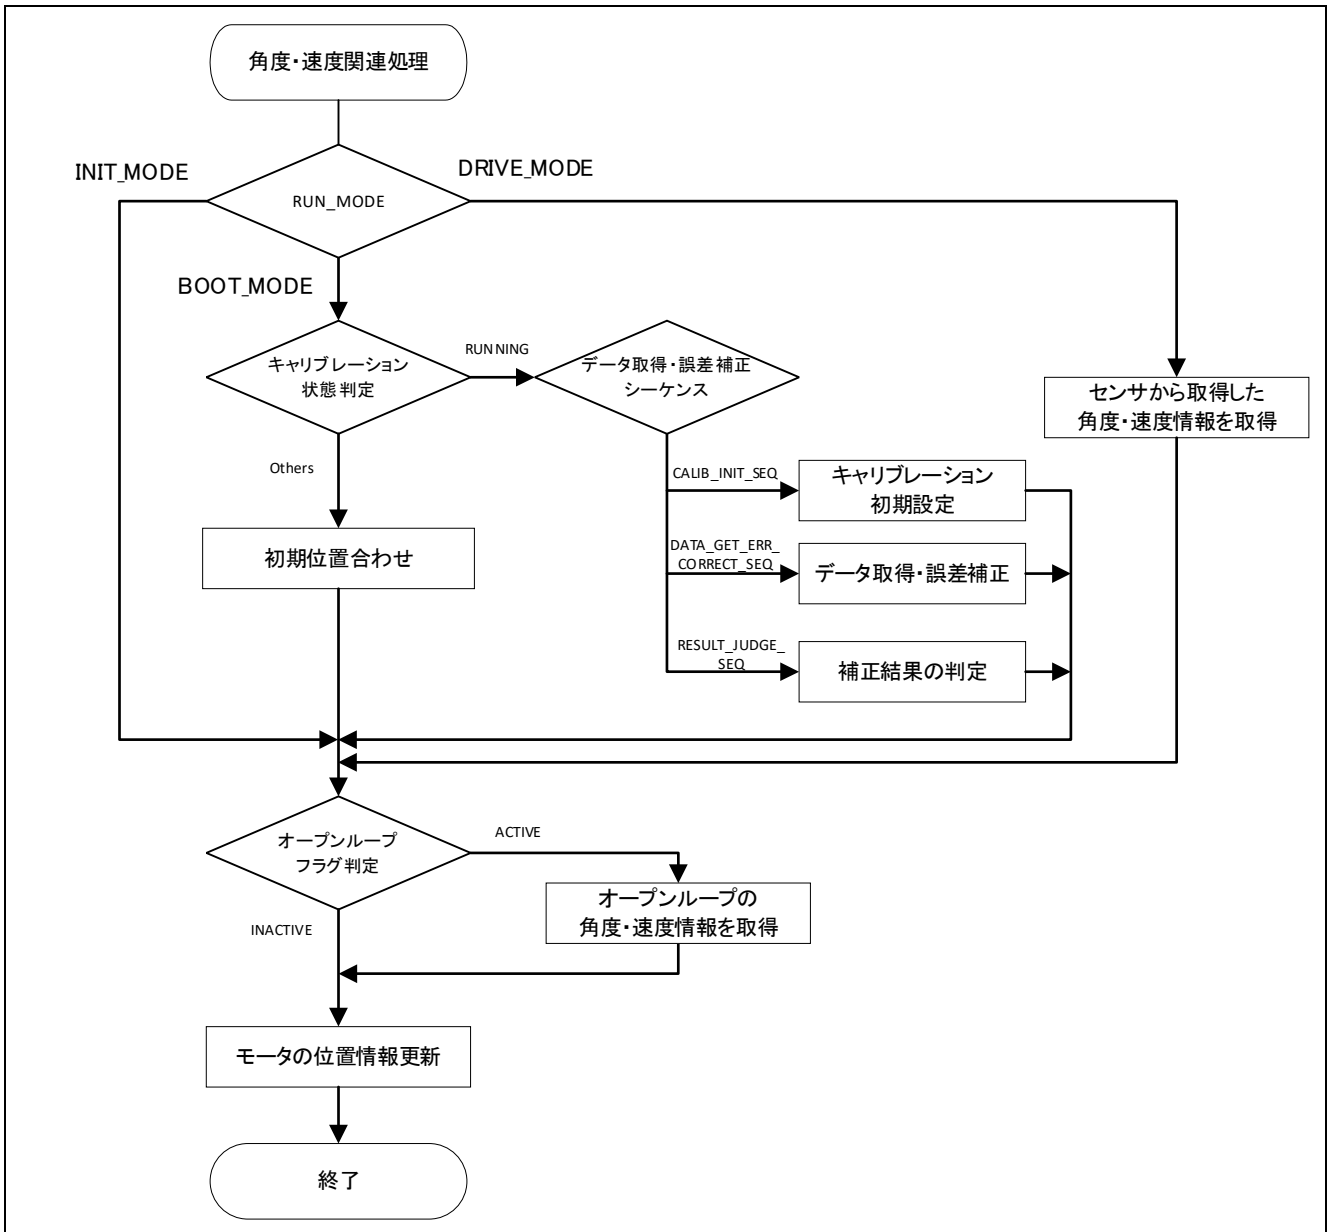 角度・速度関連処理
INIT_MODE
DRIVE_MODE
RUN_MODE
BOOT_MODE
キャリブレーション
状態判定
RUNNING
データ取得・誤差補正
シーケンス
センサから取得した
角度・速度情報を取得
Others
CALIB_INIT_SEQ
キャリブレーション
初期設定
初期位置合わせ
DATA_GET_ERR_
CORRECT_SEQ
データ取得・誤差補正
RESULT_JUDGE_
SEQ
補正結果の判定
オープンループ
フラグ判定
ACTIVE
オープンループの
角度・速度情報を取得
INACTIVE
モータの位置情報更新
終了